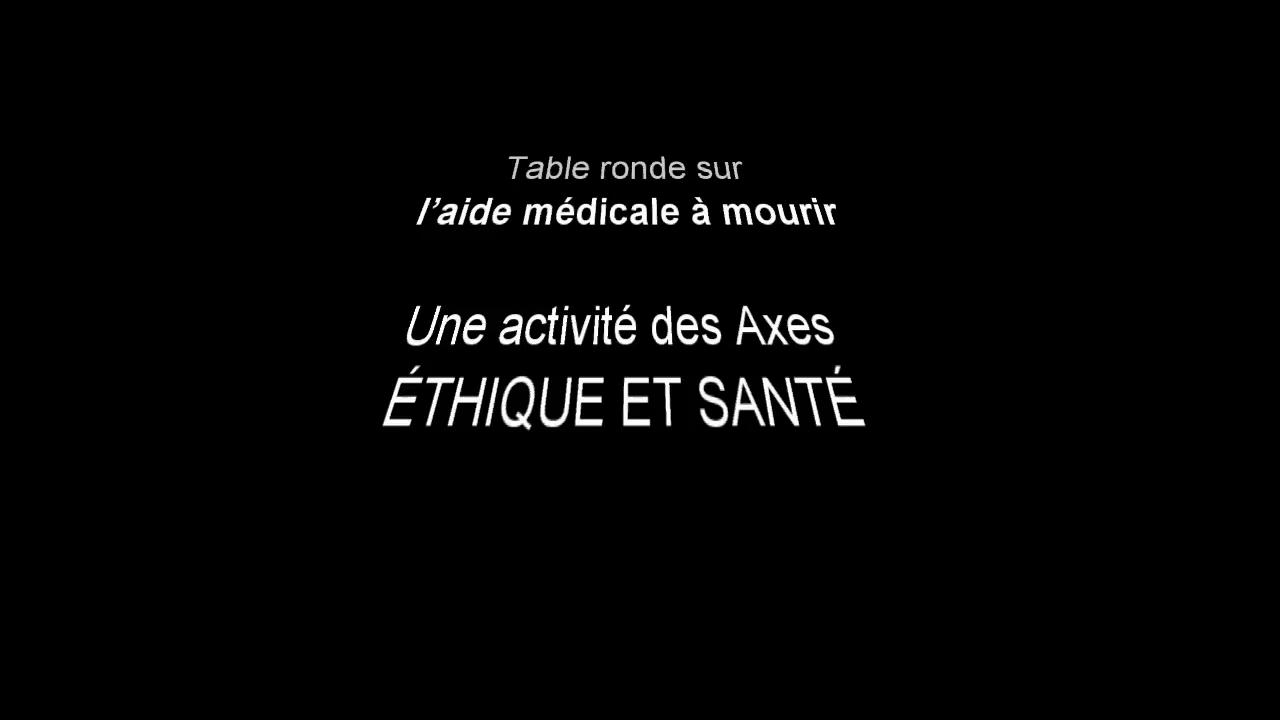 Table ronde sur
l’aide médicale à mourir
Une activité des Axes
ÉTHIQUE ET SANTÉ